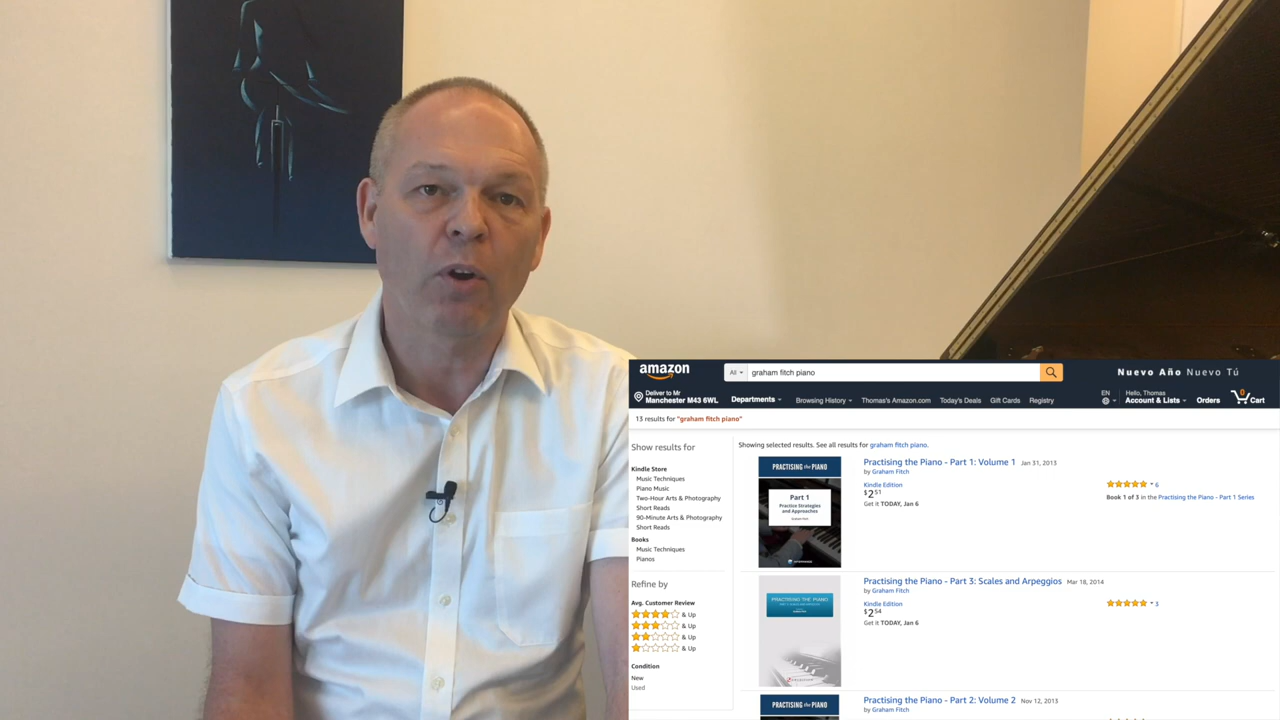 amazon
All
graham fitch piano
Nuevo Año Nuevo Tú
Deliver to Mr
Manchester M43 6WL
Departments
Browsing History
Thomas's Amazon.com
Today's Deals
Gift Cards
Registry
EN
Hello, Thomas
Account & Lists
Orders
0
Cart
13 results for "graham fitch piano"
Show results for
Kindle Store
Music Techniques
Piano Music
Two-Hour Arts & Photography
Short Reads
90-Minute Arts & Photography
Short Reads
Books
Music Techniques
Pianos
Refine by
Avg. Customer Review
& Up
& Up
& Up
& Up
Condition
New
Used
Showing selected results. See all results for graham fitch piano.
PRACTISING the PIANO
Part 1
Practice Strategies
and Approaches
Graham Fitch
Practising the Piano - Part 1: Volume 1 Jan 31, 2013
by Graham Fitch
Kindle Edition
$2 51
Get it TODAY, Jan 6
6
Book 1 of 3 in the Practising the Piano - Part 1 Series
PRACTISING THE PIANO
Practising the Piano - Part 3: Scales and Arpeggios Mar 18, 2014
by Graham Fitch
Kindle Edition
$2 54
Get it TODAY, Jan 6
3
PRACTISING the PIANO
Practising the Piano - Part 2: Volume 2 Nov 12, 2013
by Graham Fitch